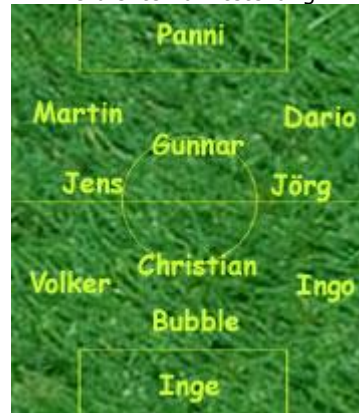 Panni
Martin Dario
Gunnar
Jens Jörg
Christian
Volker Ingo
Bubble
Inge